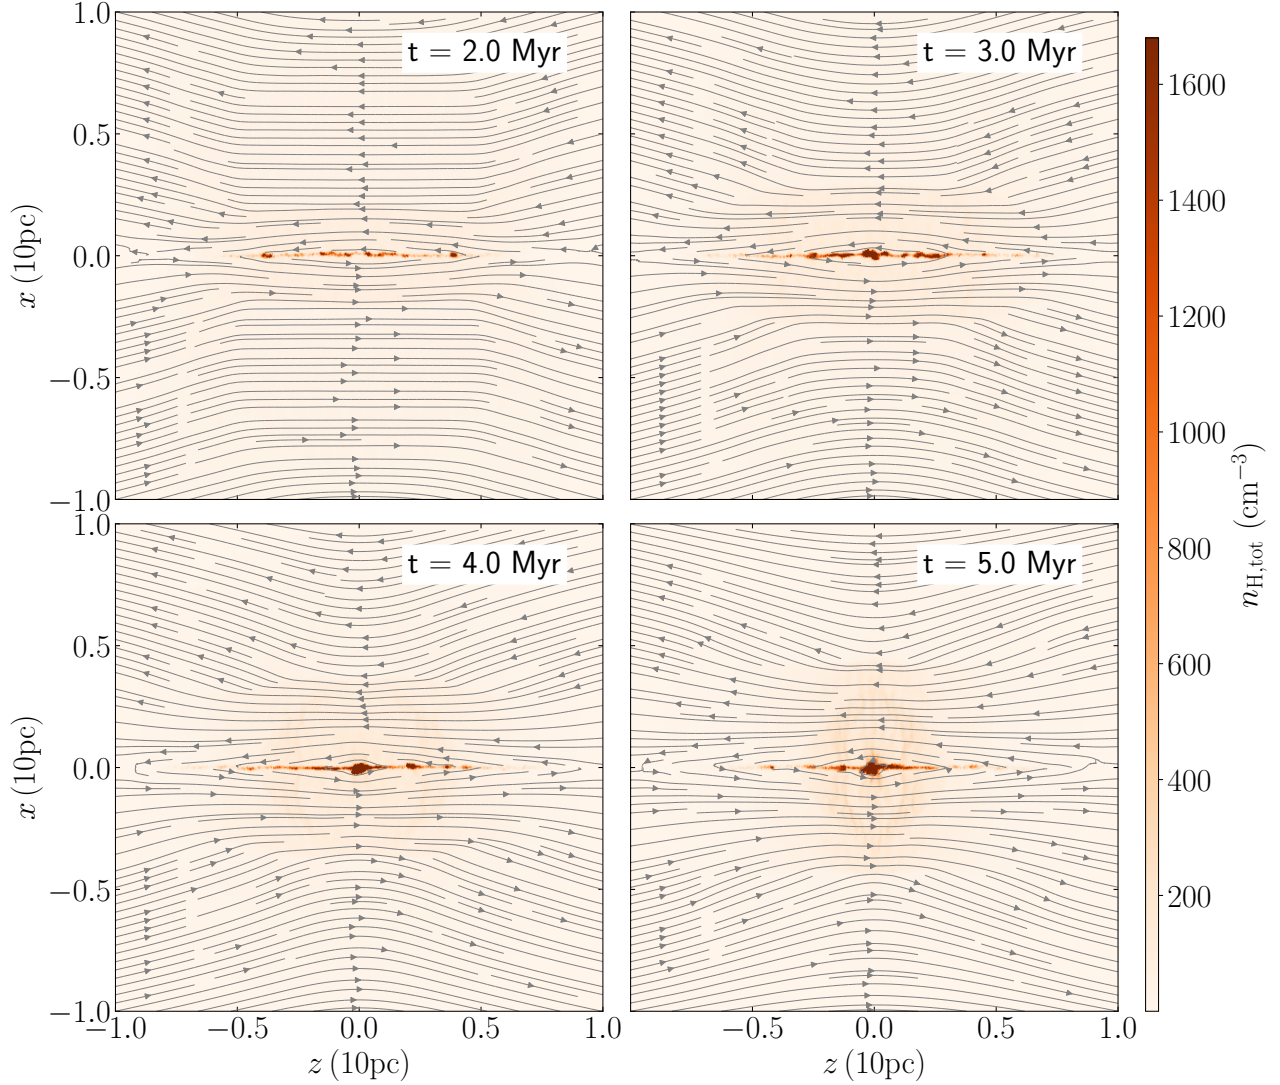 1.0
0.5
0.0
−0.5
−1.0
x (10pc)
t = 2.0 Myr
t = 3.0 Myr
1.0
0.5
0.0
−0.5
−1.0
x (10pc)
t = 4.0 Myr
t = 5.0 Myr
−1.0 −0.5 0.0 0.5 1.0
z (10pc)
−0.5 0.0 0.5 1.0
z (10pc)
1600
1400
1200
1000
800
600
400
200
n_{H,tot} (cm^{−3})